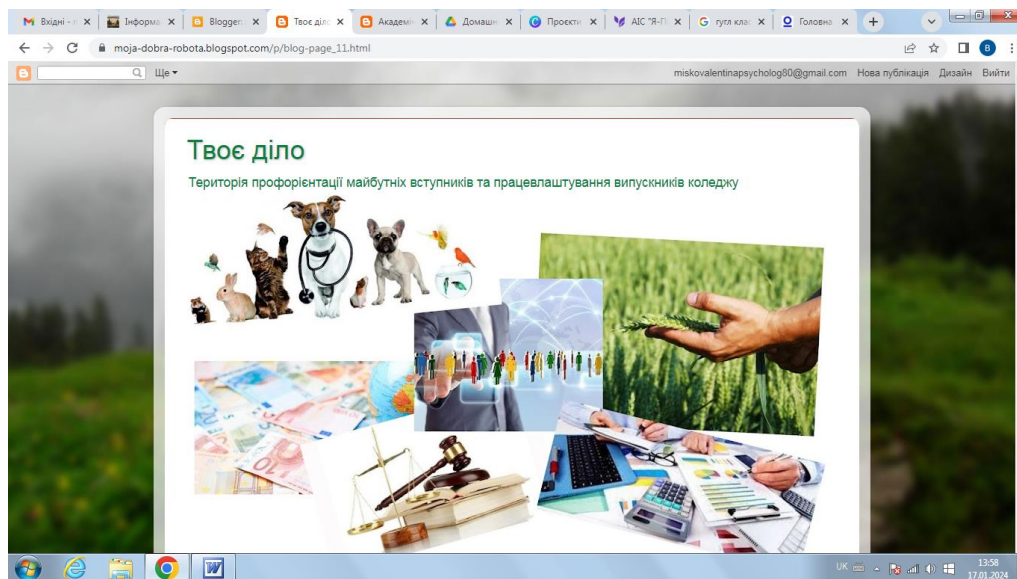 Вхідні - п
Інформа
Blogger:
Твоє діло
Академі
Домашн
Проєкти
АІС "Я-П
гугл клас
Головна
moja-dobra-robota.blogspot.com/p/blog-page_11.html
В
Ще
miskovalentinapsycholog80@gmail.com Нова публікація Дизайн Вийти
Твоє діло
Територія профорієнтації майбутніх вступників та працевлаштування випускників коледжу
UK
13:58
17.01.2024